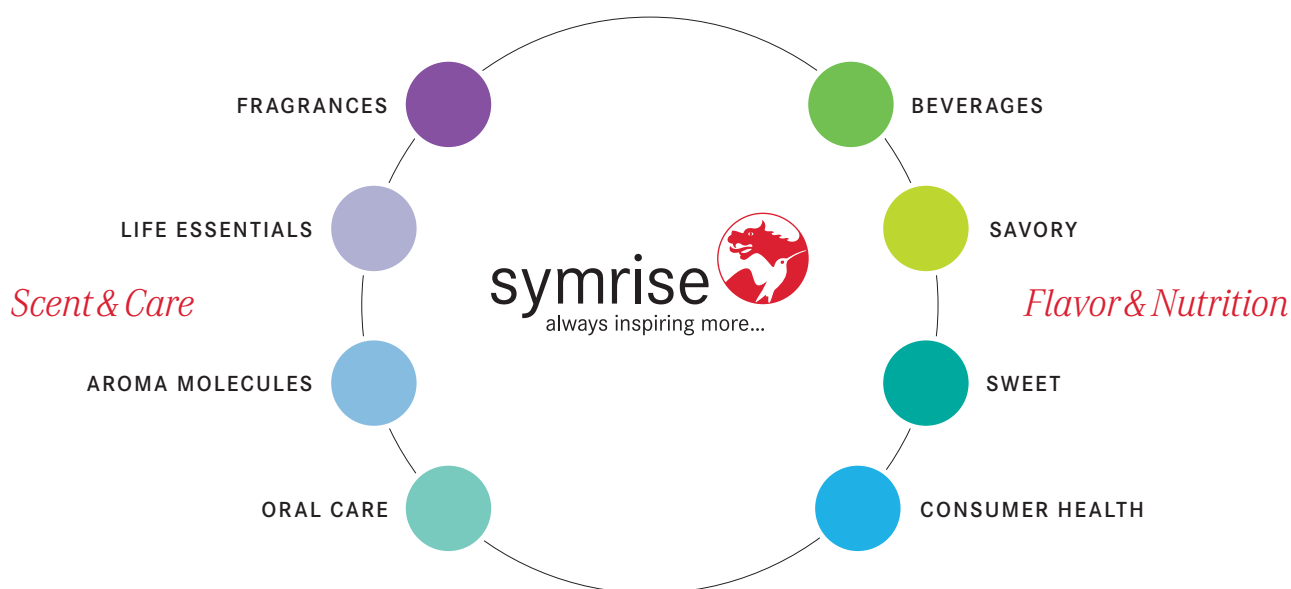 FRAGRANCES
BEVERAGES
LIFE ESSENTIALS
SAVORY
symrise
always inspiring more...
Scent & Care
Flavor & Nutrition
AROMA MOLECULES
SWEET
ORAL CARE
CONSUMER HEALTH